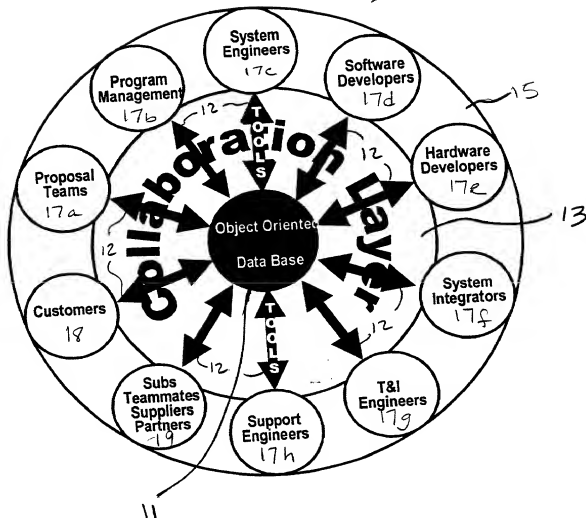 System
Engineers
17c
Program
Management
17b
Software
Developers
17d
15
12
12
TOOLS
Collaboration Layer
Hardware
Developers
17e
12
Proposal
Teams
17a
13
12
Object Oriented
Data Base
12
Customers
18
System
Integrators
17f
12
TOOLS
12
Subs
Teammates
Suppliers
Partners
19
T&I
Engineers
17g
Support
Engineers
17h
11